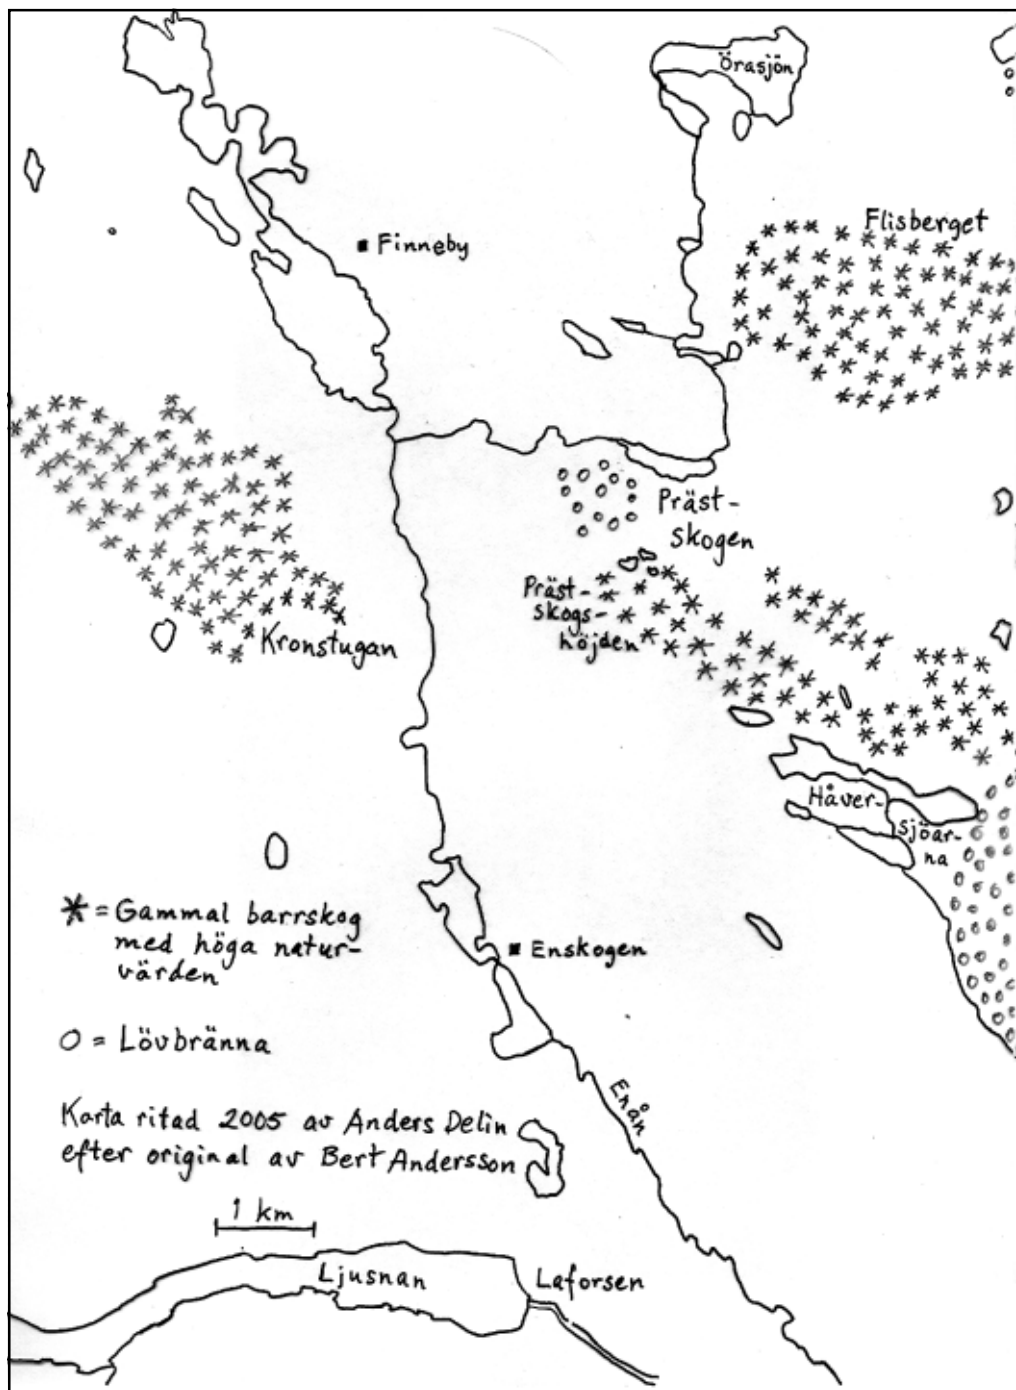 Örasjön
Flisberget
Finneby
Präst-
skogen
Präst-
skogs-
höjden
Kronstugan
Håver-
sjöar-
na
* = Gammal barrskog
med höga natur-
värden
Enskogen
O = Lövbränna
Enån
Karta ritad 2005 av Anders Delin
efter original av Bert Andersson
1 km
Ljusnan
Laforsen